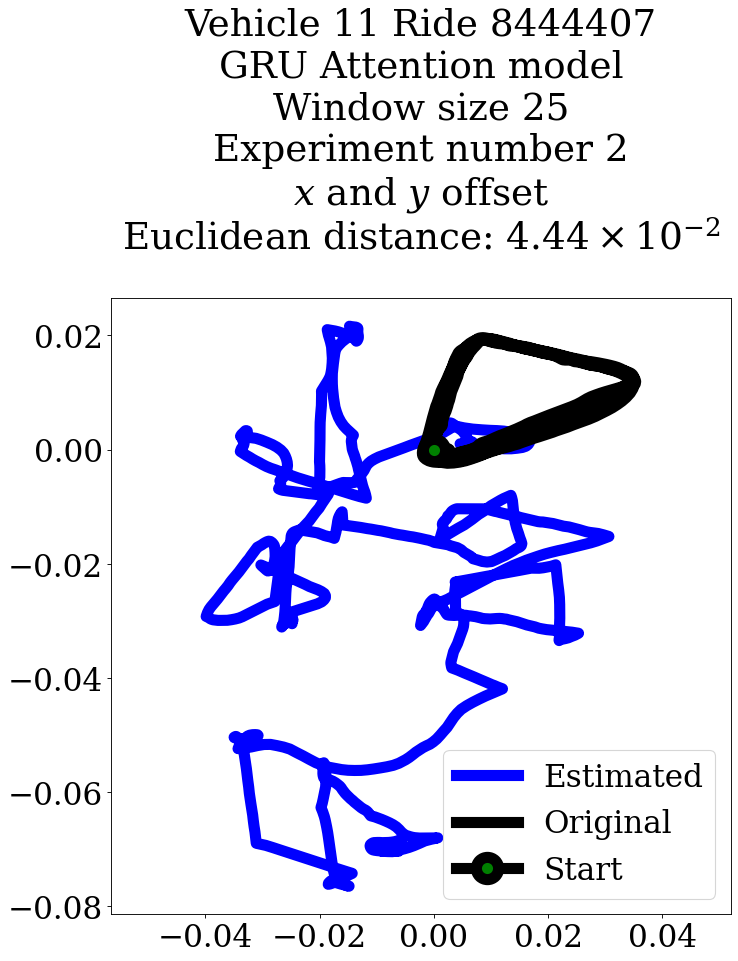 Vehicle 11 Ride 8444407
GRU Attention model
Window size 25
Experiment number 2
x and y offset
Euclidean distance: 4.44 × 10⁻²
0.02
0.00
−0.02
−0.04
−0.06
−0.08
−0.04 −0.02 0.00 0.02 0.04
Estimated
Original
Start